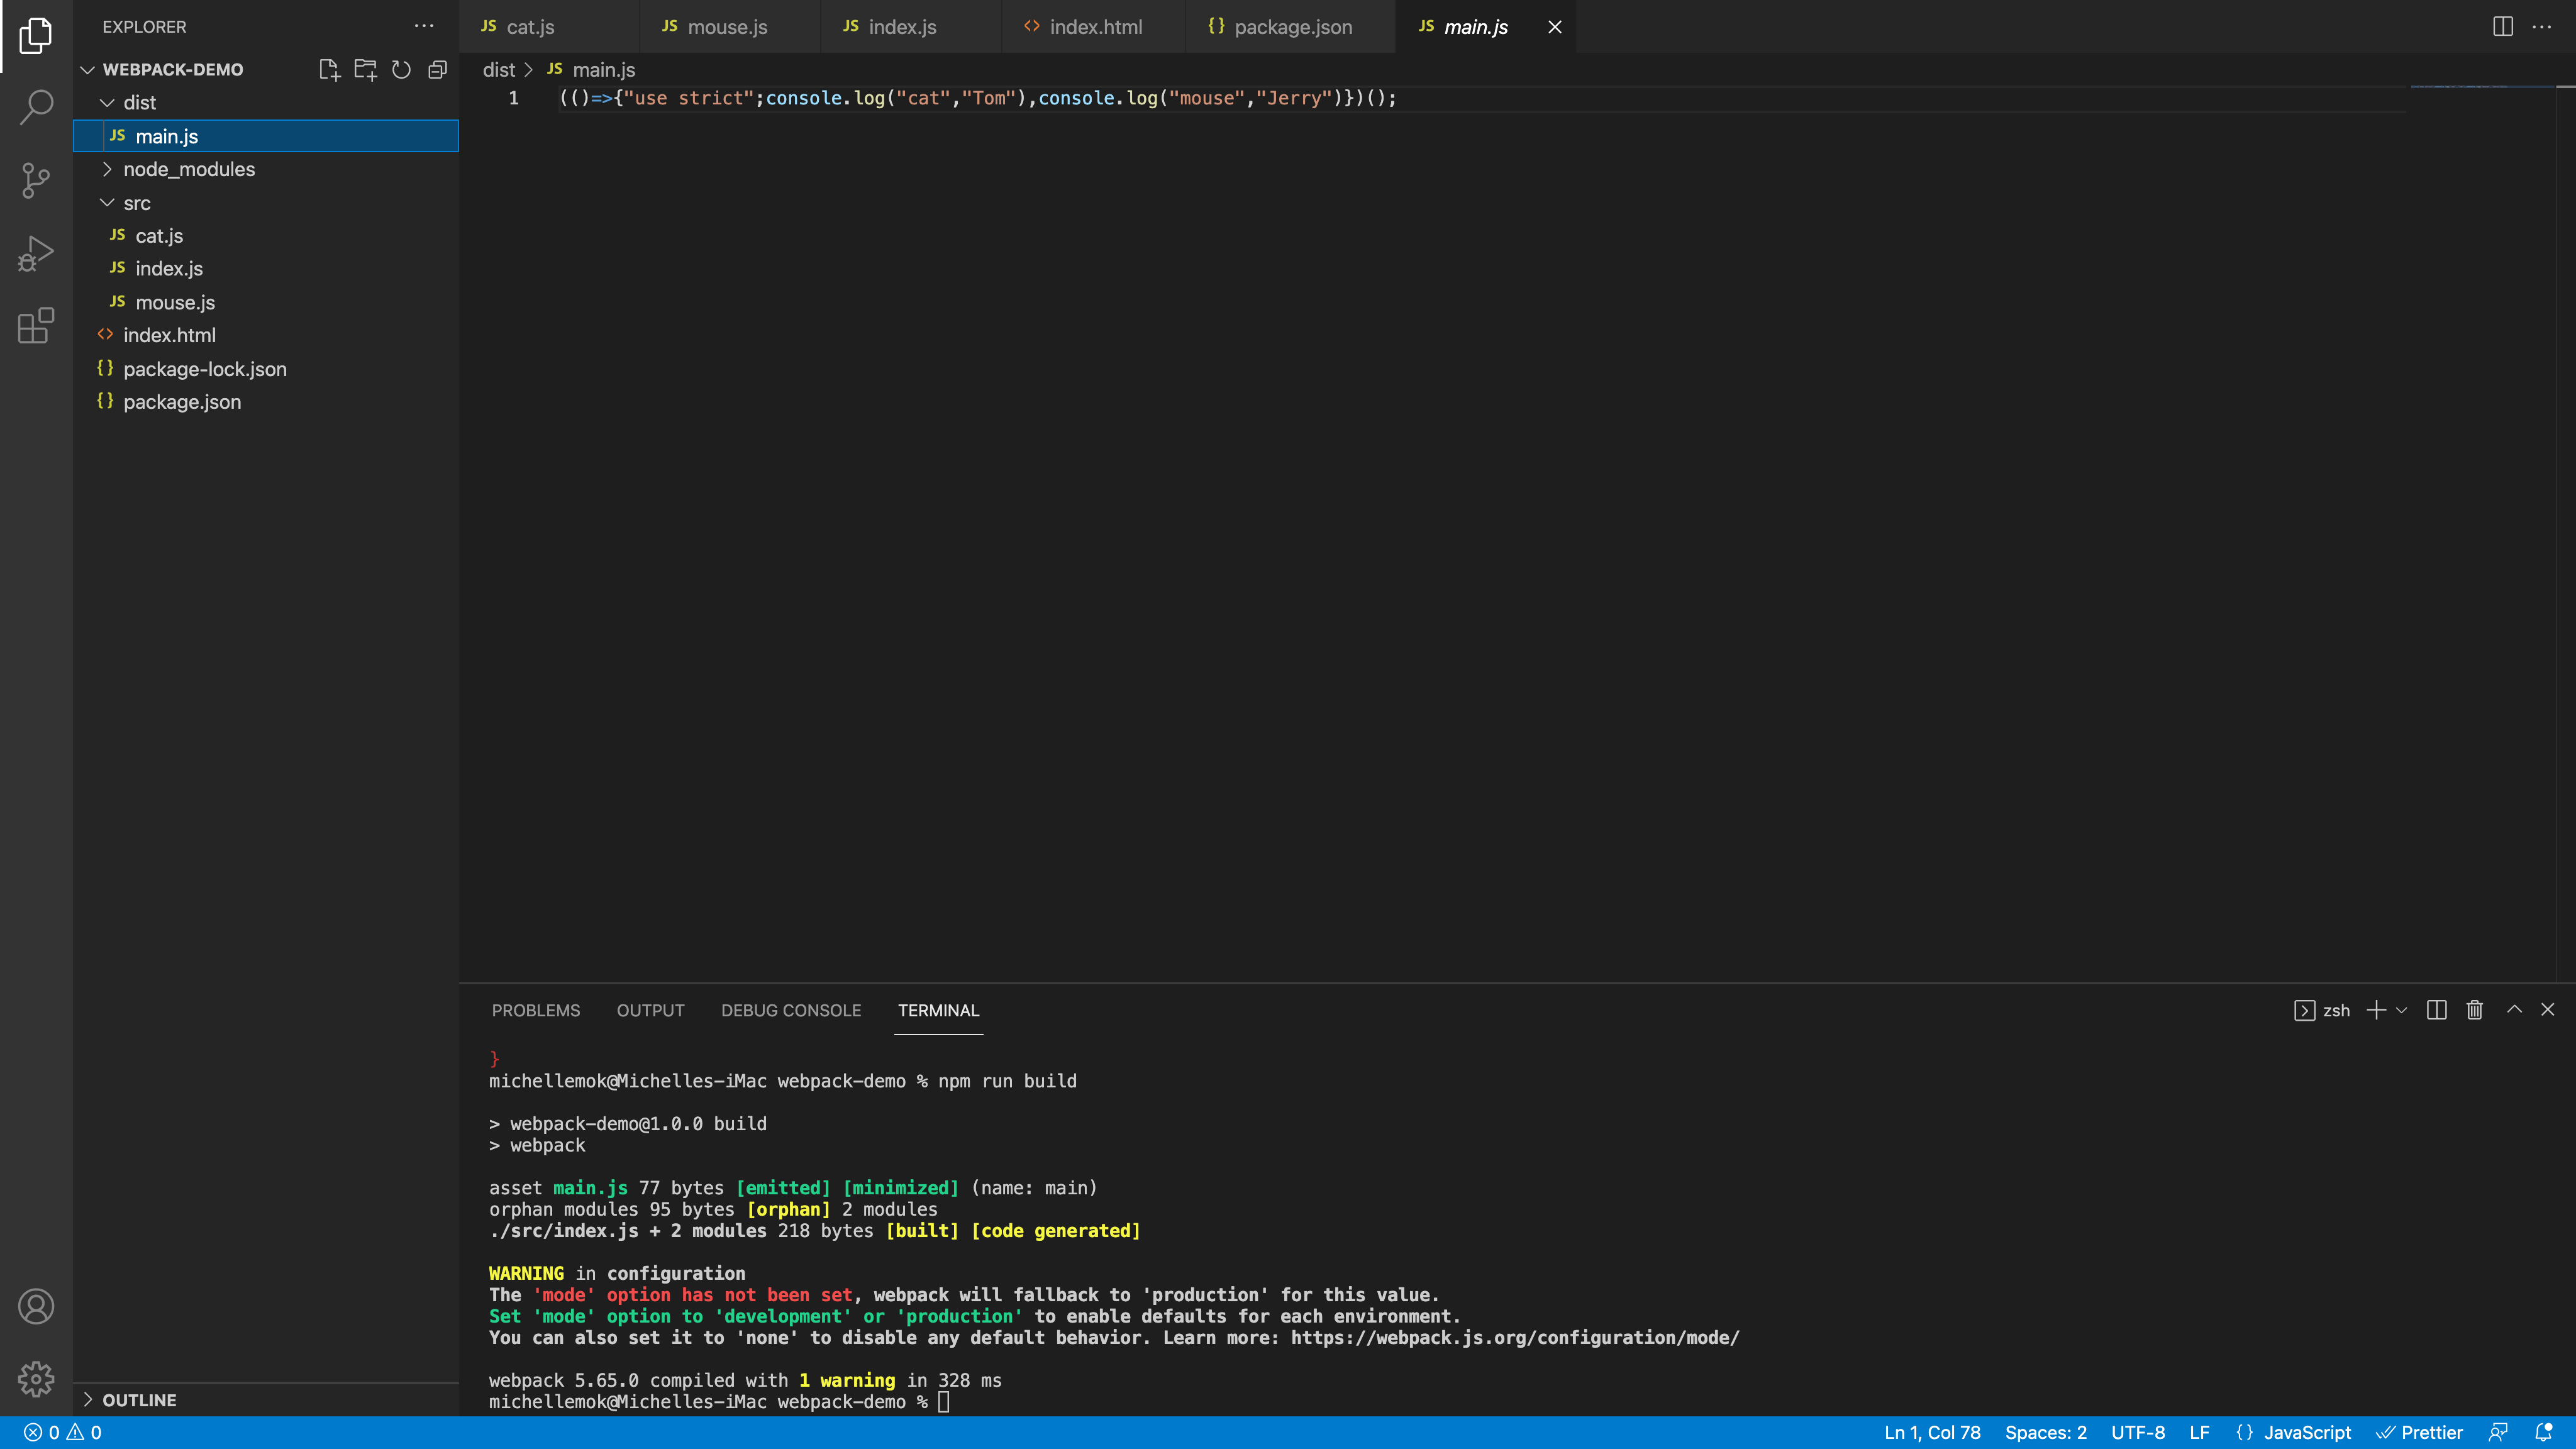 EXPLORER
WEBPACK-DEMO
dist
JS main.js
node_modules
src
JS cat.js
JS index.js
JS mouse.js
<> index.html
{} package-lock.json
{} package.json
OUTLINE
JS cat.js
JS mouse.js
JS index.js
<> index.html
{} package.json
JS main.js
dist > JS main.js
1 (()=>{"use strict";console.log("cat","Tom"),console.log("mouse","Jerry")})();
PROBLEMS OUTPUT DEBUG CONSOLE TERMINAL
zsh
}
michellemok@Michelles-iMac webpack-demo % npm run build
> webpack-demo@1.0.0 build
> webpack
asset main.js 77 bytes [emitted] [minimized] (name: main)
orphan modules 95 bytes [orphan] 2 modules
./src/index.js + 2 modules 218 bytes [built] [code generated]
WARNING in configuration
The 'mode' option has not been set, webpack will fallback to 'production' for this value.
Set 'mode' option to 'development' or 'production' to enable defaults for each environment.
You can also set it to 'none' to disable any default behavior. Learn more: https://webpack.js.org/configuration/mode/
webpack 5.65.0 compiled with 1 warning in 328 ms
michellemok@Michelles-iMac webpack-demo %
0 0
Ln 1, Col 78 Spaces: 2 UTF-8 LF {} JavaScript Prettier